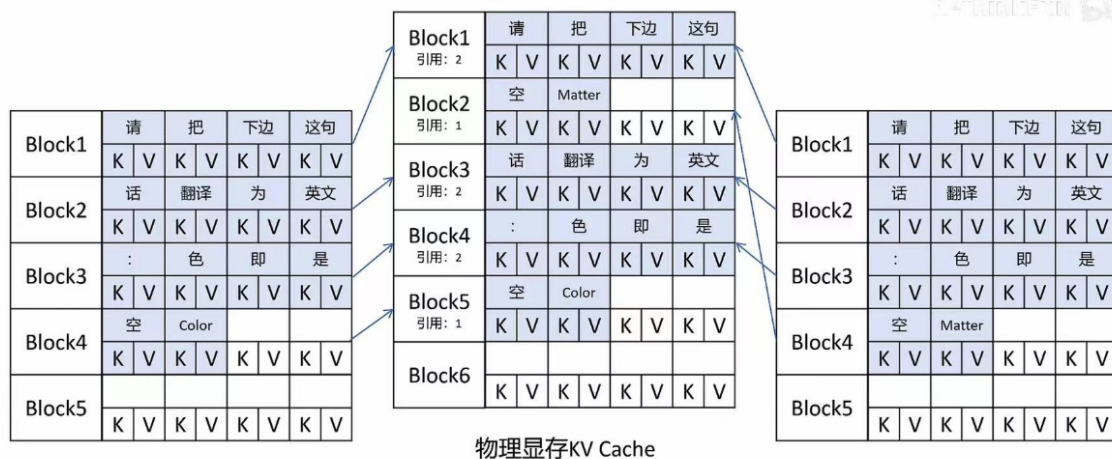 Block1
请 把 下边 这句
K V K V K V K V
Block2
话 翻译 为 英文
K V K V K V K V
Block3
: 色 即 是
K V K V K V K V
Block4
空 Color
K V K V K V K V
Block5
K V K V K V K V
Block1
引用：2
请 把 下边 这句
K V K V K V K V
Block2
引用：1
空 Matter
K V K V K V K V
Block3
引用：2
话 翻译 为 英文
K V K V K V K V
Block4
引用：2
: 色 即 是
K V K V K V K V
Block5
引用：1
空 Color
K V K V K V K V
Block6
K V K V K V K V
物理显存KV Cache
Block1
请 把 下边 这句
K V K V K V K V
Block2
话 翻译 为 英文
K V K V K V K V
Block3
: 色 即 是
K V K V K V K V
Block4
空 Matter
K V K V K V K V
Block5
K V K V K V K V